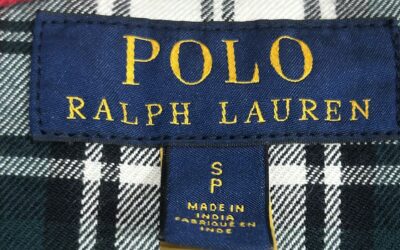 POLO
RALPH LAUREN
S
P
MADE IN
INDIA
FABRIQUÉ EN
INDE